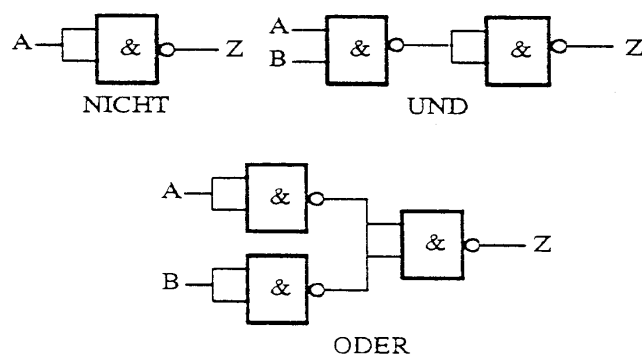 A & Z
NICHT
A B & & Z
UND
A &
& Z
B &
ODER